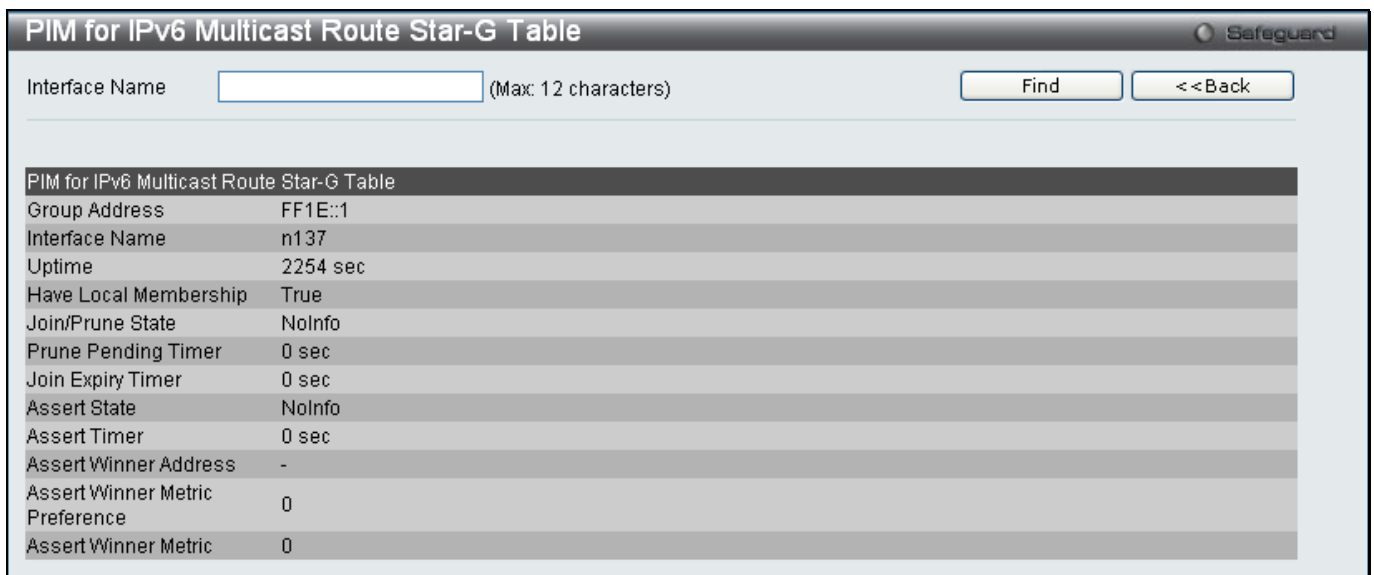 PIM for IPv6 Multicast Route Star-G Table
Safeguard
Interface Name (Max: 12 characters) Find <<Back
PIM for IPv6 Multicast Route Star-G Table
Group Address FF1E::1
Interface Name n137
Uptime 2254 sec
Have Local Membership True
Join/Prune State NoInfo
Prune Pending Timer 0 sec
Join Expiry Timer 0 sec
Assert State NoInfo
Assert Timer 0 sec
Assert Winner Address -
Assert Winner Metric
Preference 0
Assert Winner Metric 0